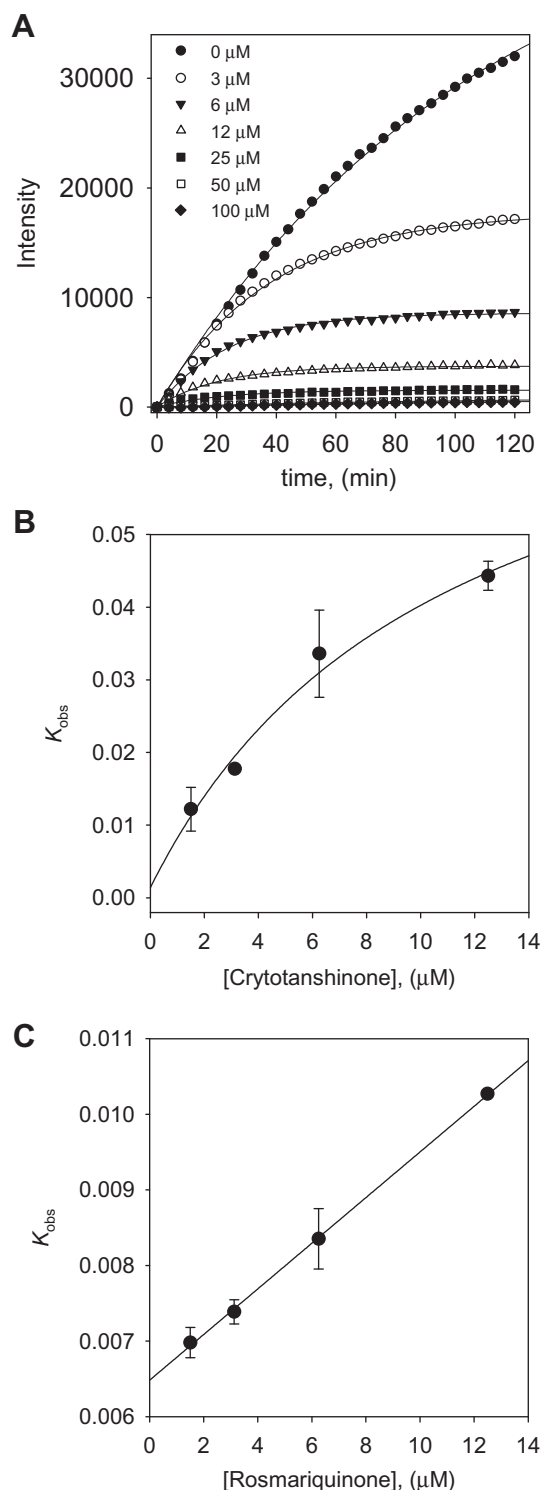 A
30000
20000
10000
0
Intensity
0 μM
3 μM
6 μM
12 μM
25 μM
50 μM
100 μM
0 20 40 60 80 100 120
time, (min)
B
0.05
0.04
0.03
0.02
0.01
0.00
Kobs
0 2 4 6 8 10 12 14
[Crytotanshinone], (μM)
C
0.011
0.010
0.009
0.008
0.007
0.006
Kobs
0 2 4 6 8 10 12 14
[Rosmariquinone], (μM)